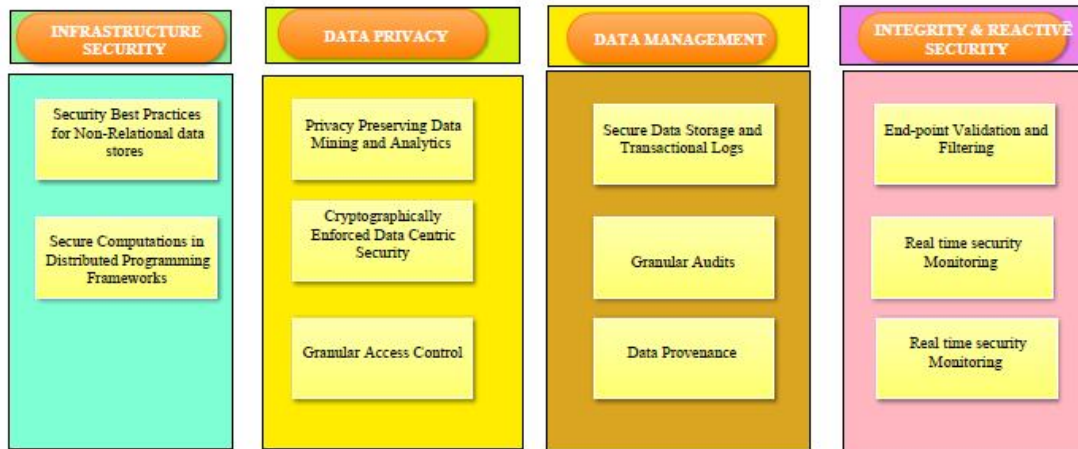 INFRASTRUCTURE
SECURITY
Security Best Practices
for Non-Relational data
stores
Secure Computations in
Distributed Programming
Frameworks
DATA PRIVACY
Privacy Preserving Data
Mining and Analytics
Cryptographically
Enforced Data Centric
Security
Granular Access Control
DATA MANAGEMENT
Secure Data Storage and
Transactional Logs
Granular Audits
Data Provenance
INTEGRITY & REACTIVE
SECURITY
End-point Validation and
Filtering
Real time security
Monitoring
Real time security
Monitoring